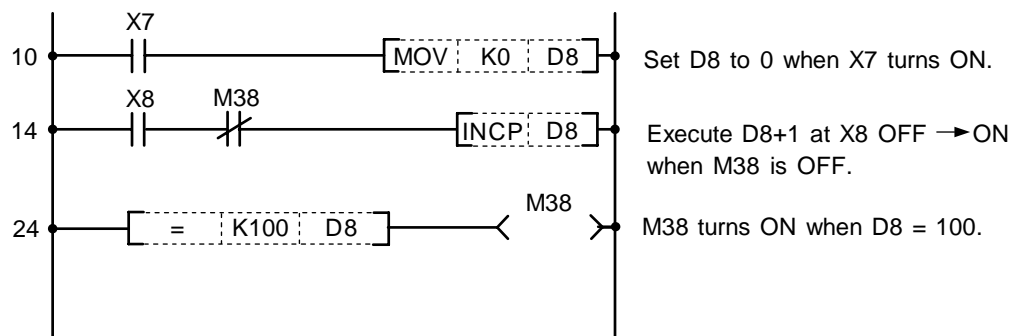 X7
10 MOV K0 D8 Set D8 to 0 when X7 turns ON.
X8 M38
14 INCP D8 Execute D8+1 at X8 OFF → ON
when M38 is OFF.
M38
24 = K100 D8 M38 turns ON when D8 = 100.